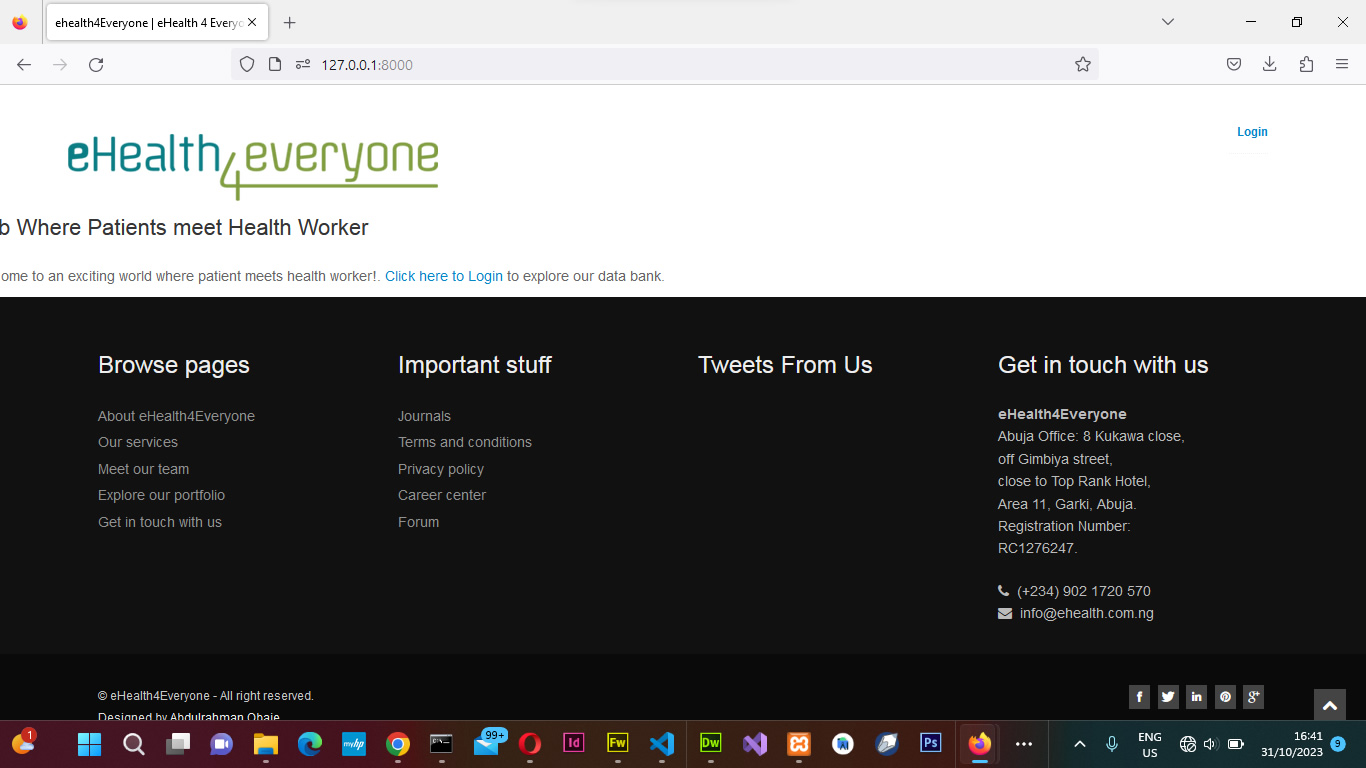 ehealth4Everyone | eHealth 4 Everyo
127.0.0.1:8000
Login
eHealth4everyone
b Where Patients meet Health Worker
ome to an exciting world where patient meets health worker!. Click here to Login to explore our data bank.
Browse pages
About eHealth4Everyone
Our services
Meet our team
Explore our portfolio
Get in touch with us
Important stuff
Journals
Terms and conditions
Privacy policy
Career center
Forum
Tweets From Us
Get in touch with us
eHealth4Everyone
Abuja Office: 8 Kukawa close,
off Gimbiya street,
close to Top Rank Hotel,
Area 11, Garki, Abuja.
Registration Number:
RC1276247.
(+234) 902 1720 570
info@ehealth.com.ng
© eHealth4Everyone - All right reserved.
Designed by Abdulrahman Obaje
1
myhp
99+
Id
Fw
Dw
Ps
ENG
US
16:41
31/10/2023
9